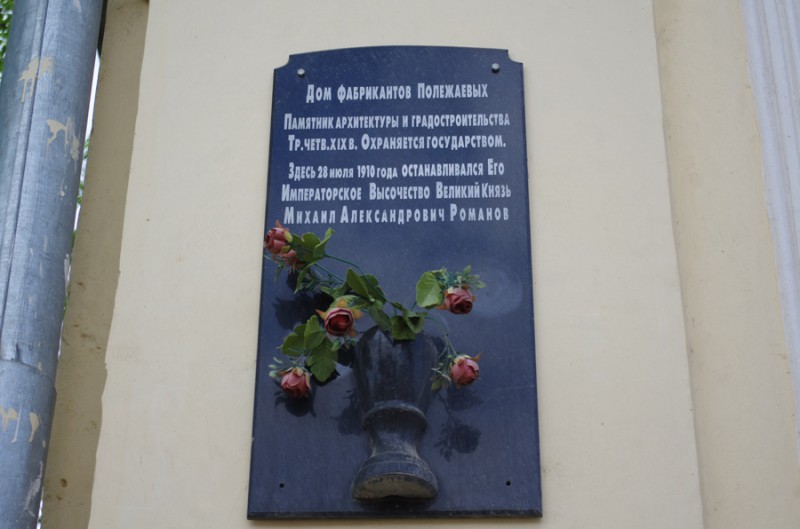 Дом фабрикантов Полежаевых
Памятник архитектуры и градостроительства
Тр.четв.XIX в. Охраняется государством.
Здесь 28 июля 1910 года останавливался Его
Императорское Высочество Великий Князь
Михаил Александрович Романов